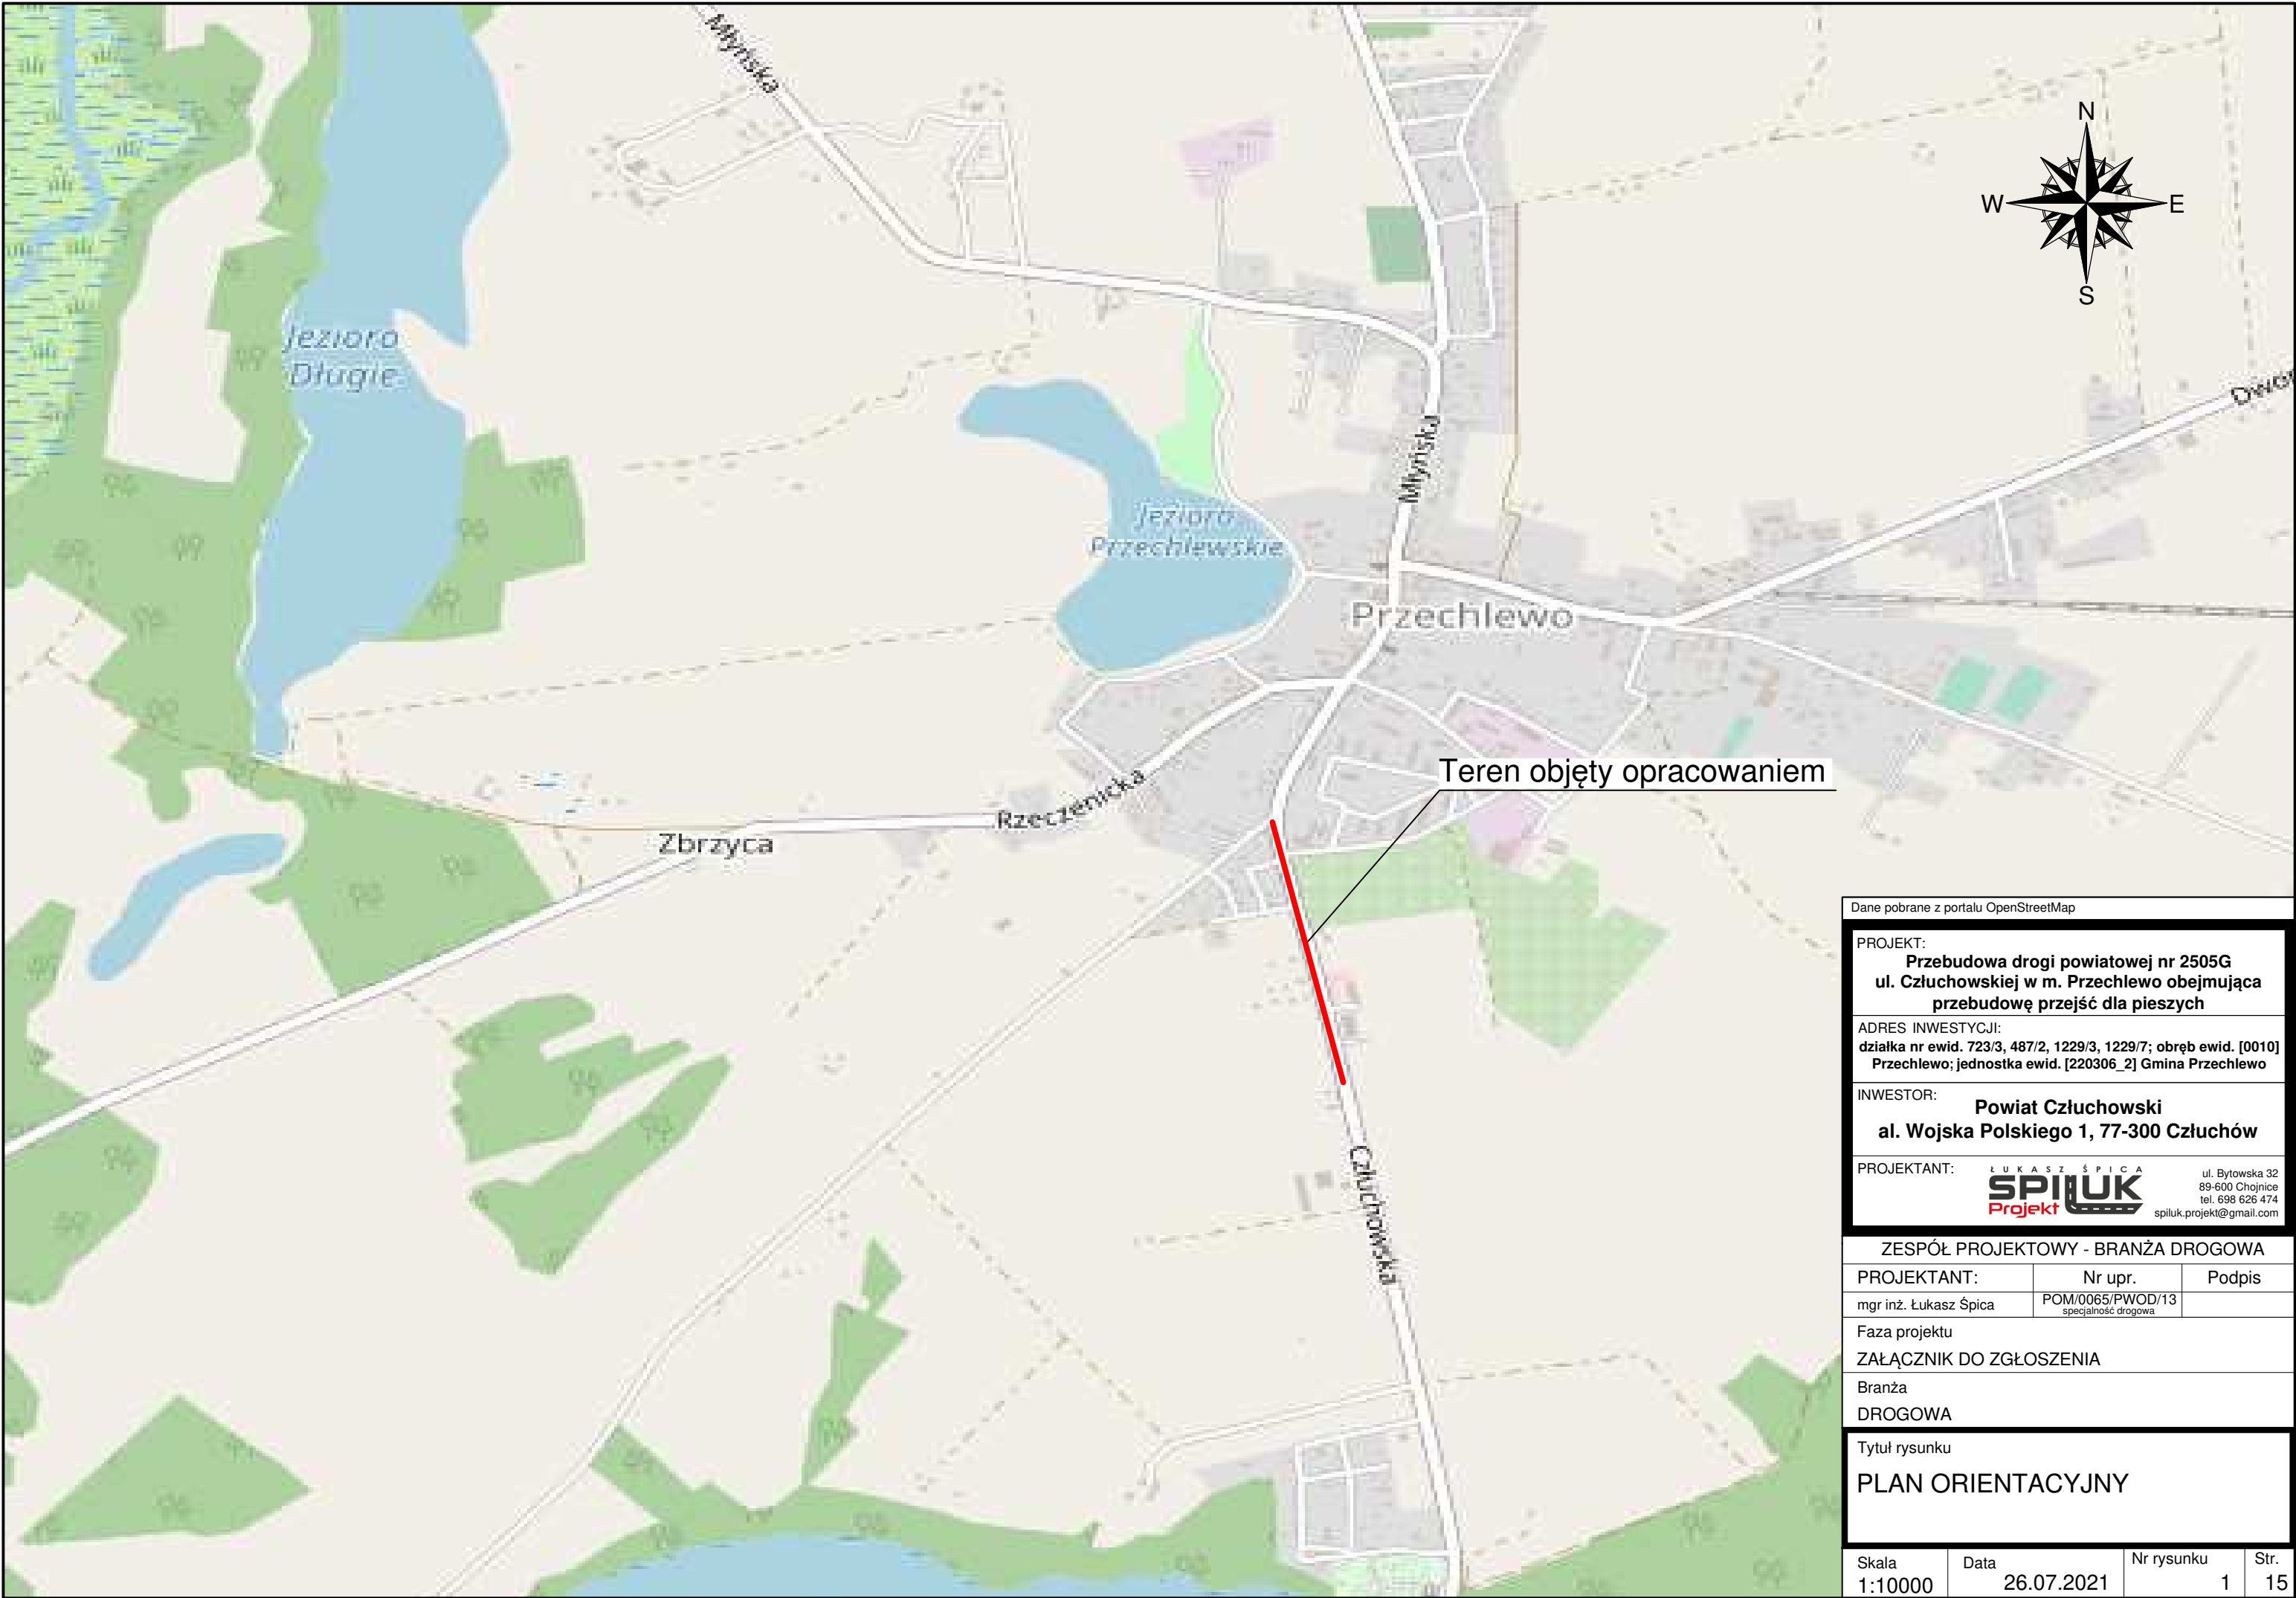 Młyńska
N
W
E
S
Jezioro
Długie
Młyńska
Jezioro
Przechlewskie
Przechlewo
Teren objęty opracowaniem
Rzeczenicka
Zbrzyca
Człuchowska
Dane pobrane z portalu OpenStreetMap
PROJEKT:
Przebudowa drogi powiatowej nr 2505G
ul. Człuchowskiej w m. Przechlewo obejmująca
przebudowę przejść dla pieszych
ADRES INWESTYCJI:
działka nr ewid. 723/3, 487/2, 1229/3, 1229/7; obręb ewid. [0010]
Przechlewo; jednostka ewid. [220306_2] Gmina Przechlewo
INWESTOR:
Powiat Człuchowski
al. Wojska Polskiego 1, 77-300 Człuchów
PROJEKTANT:
ŁUKASZ ŚPICA
SPILUK
Projekt
ul. Bytowska 32
89-600 Chojnice
tel. 698 626 474
spiluk.projekt@gmail.com
ZESPÓŁ PROJEKTOWY - BRANŻA DROGOWA
PROJEKTANT: Nr upr. Podpis
mgr inż. Łukasz Śpica POM/0065/PWOD/13
specjalność drogowa
Faza projektu
ZAŁĄCZNIK DO ZGŁOSZENIA
Branża
DROGOWA
Tytuł rysunku
PLAN ORIENTACYJNY
Skala Data Nr rysunku Str.
1:10000 26.07.2021 1 15